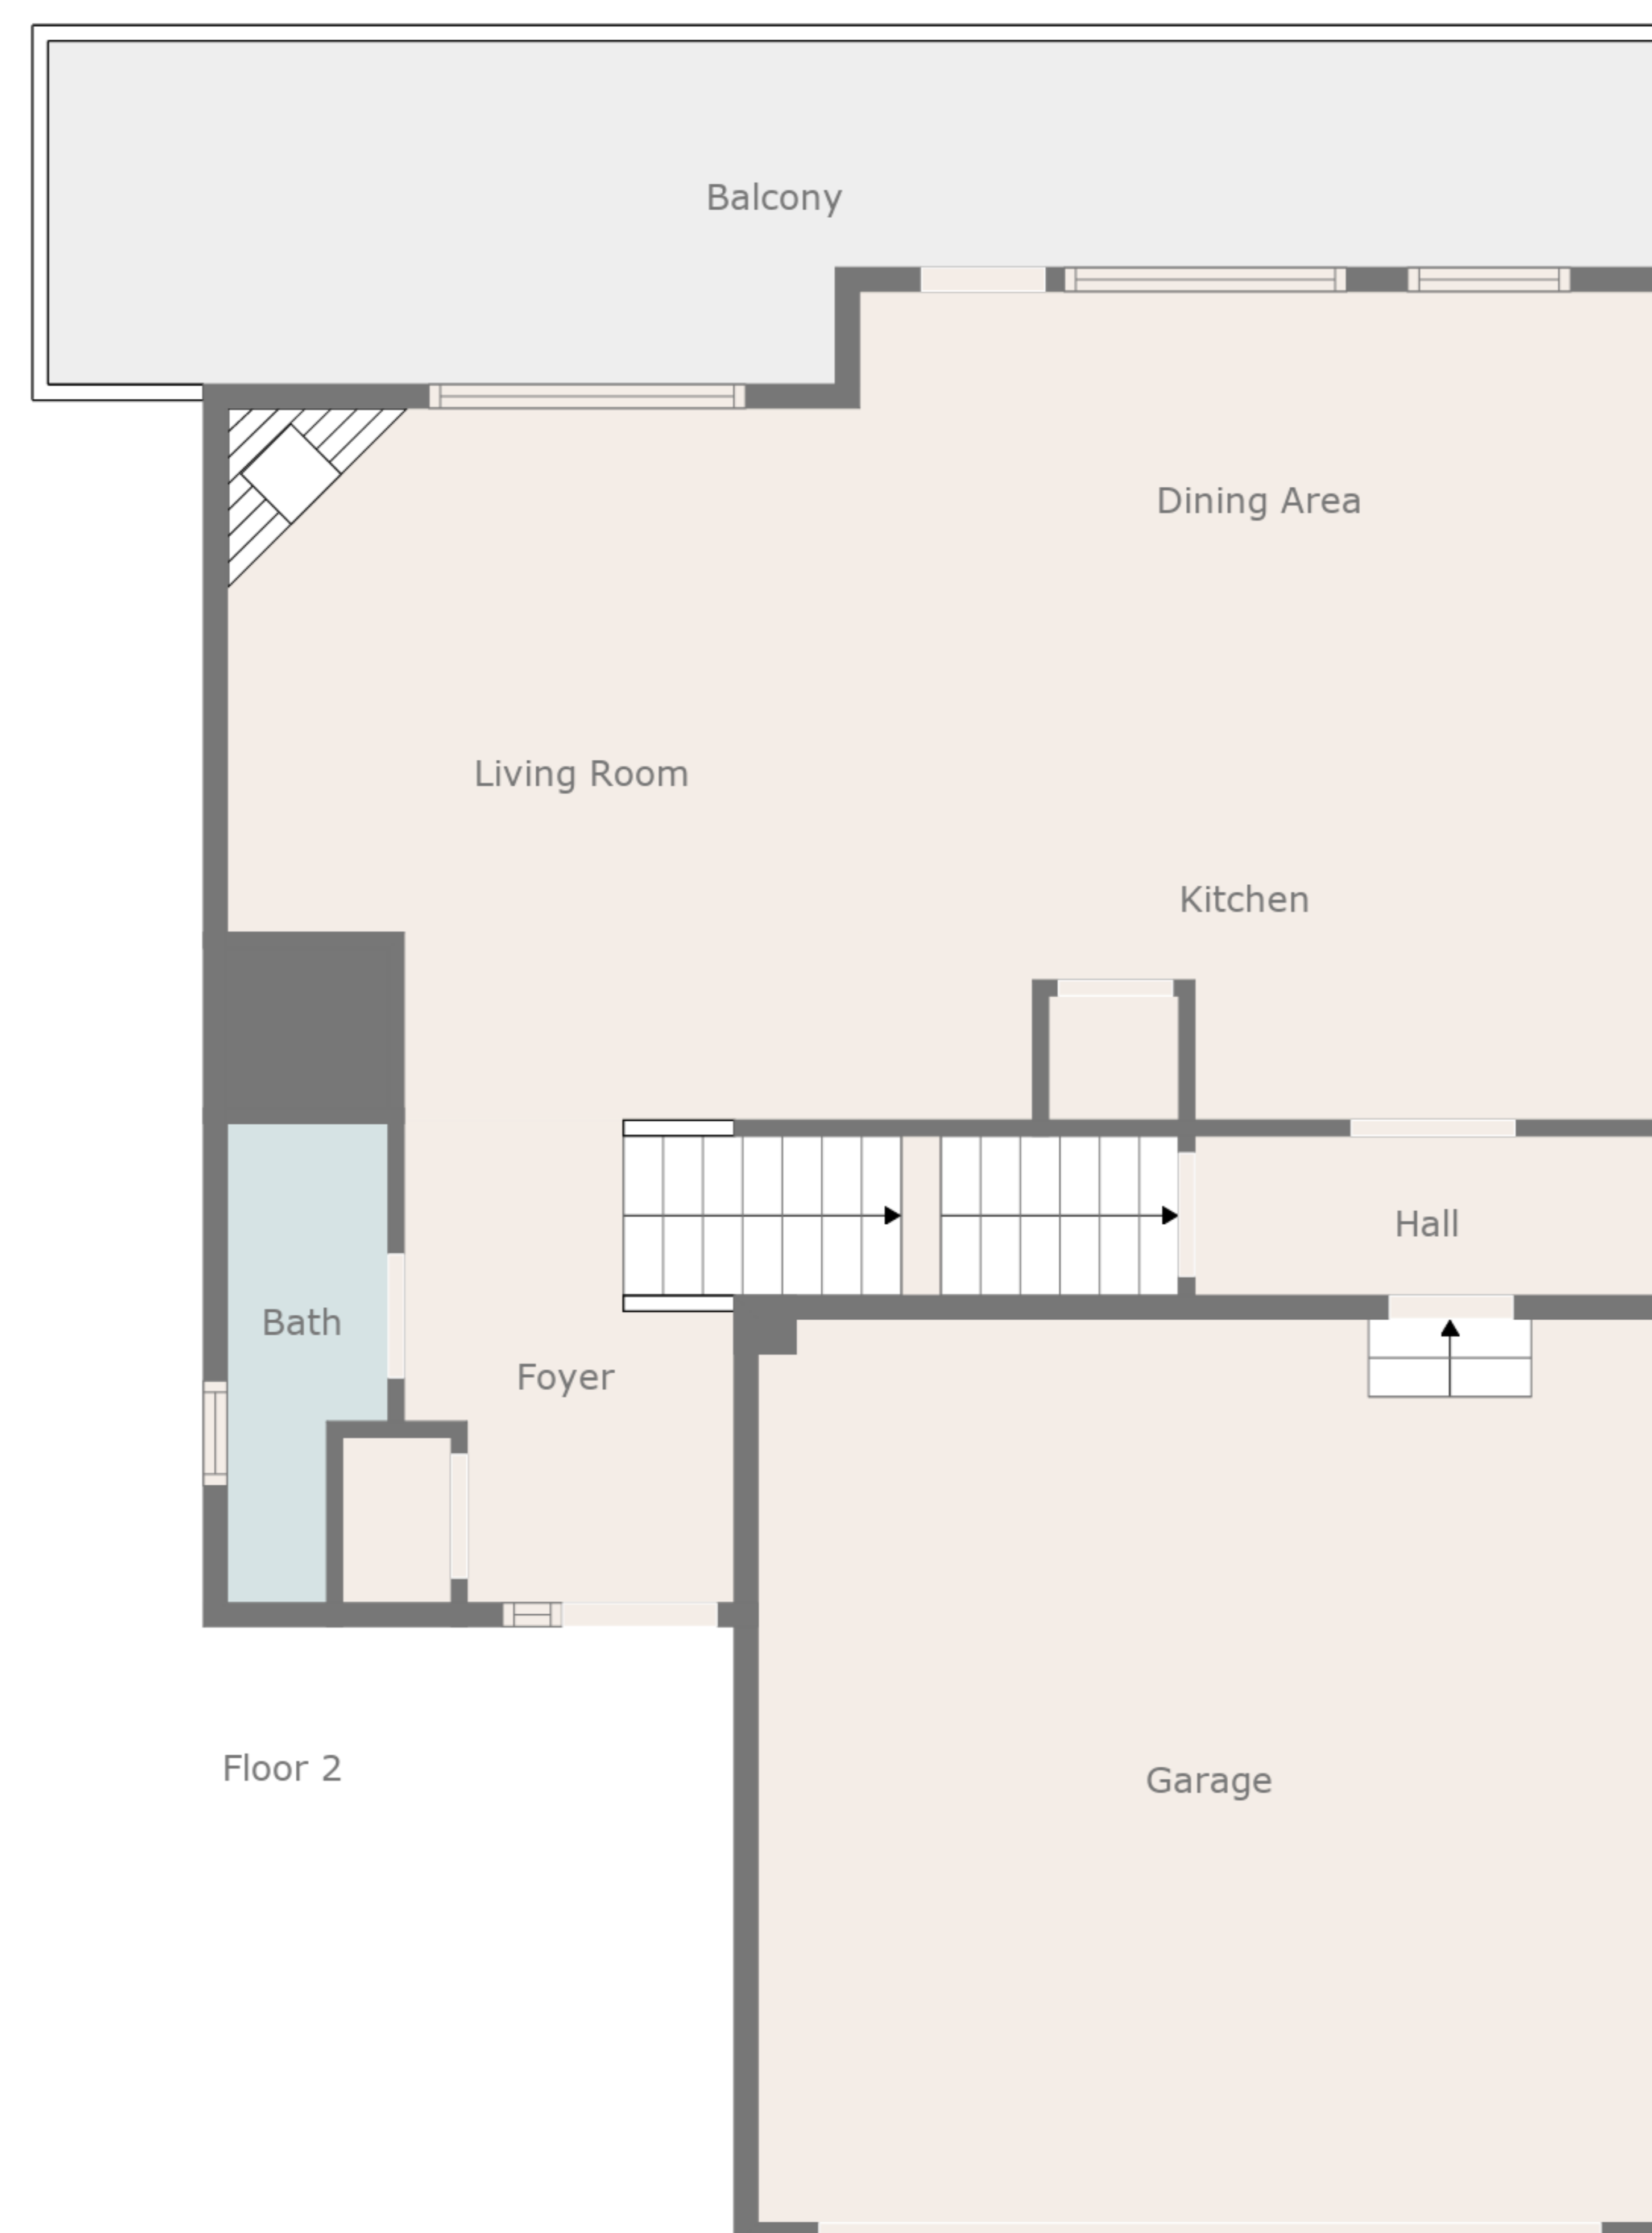 Balcony
Dining Area
Living Room
Kitchen
Hall
Bath
Foyer
Floor 2
Garage